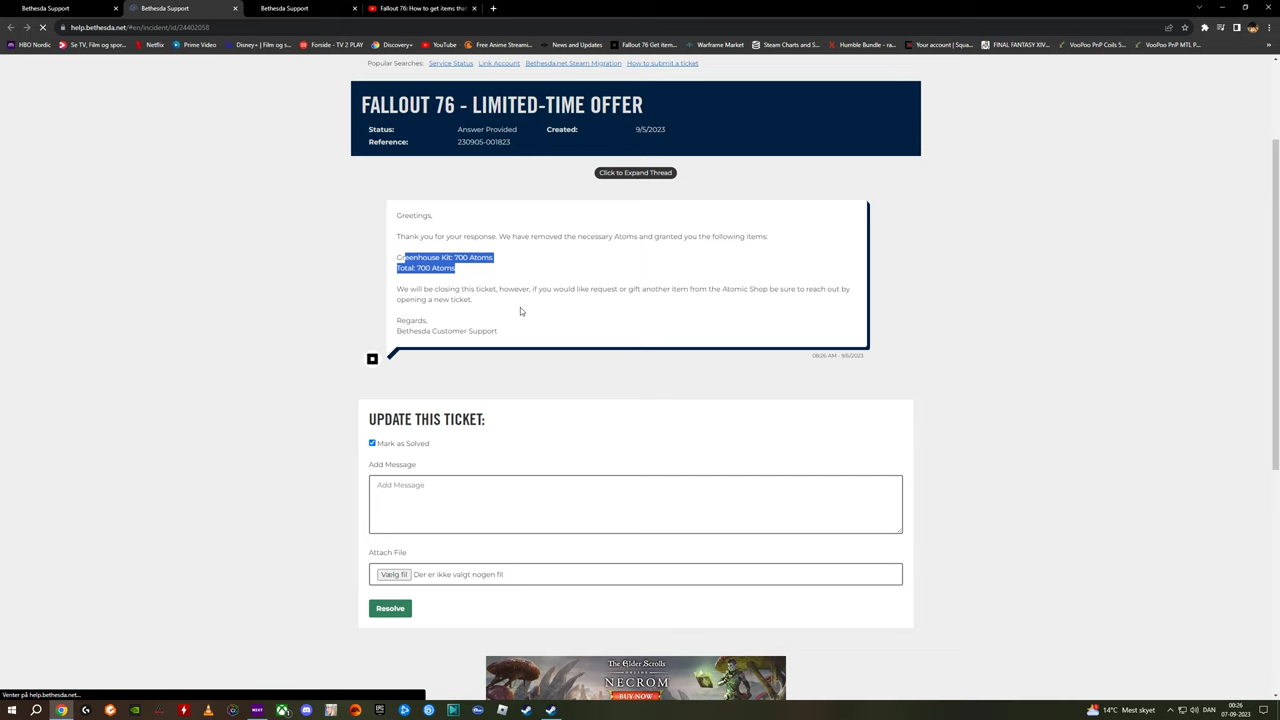 Bethesda Support
Bethesda Support
Bethesda Support
Fallout 76: How to get items tha
help.bethesda.net/#en/incident/id/24402058
HBO Nordic
Se TV, Film og spor...
Netflix
Prime Video
Disney+ | Film og se...
Forside - TV 2 PLAY
Discovery+
YouTube
Free Anime Streami...
News and Updates
Fallout 76 Get item...
Warframe Market
Steam Charts and S...
Humble Bundle - ra...
Your account | Squa...
FINAL FANTASY XIV...
VooPoo PnP Coils 5...
VooPoo PnP MTL P...
Popular Searches: Service Status Link Account Bethesda.net Steam Migration How to submit a ticket
FALLOUT 76 - LIMITED-TIME OFFER
Status: Answer Provided Created: 9/5/2023
Reference: 230905-001823
Click to Expand Thread
Greetings,
Thank you for your response. We have removed the necessary Atoms and granted you the following items:
Greenhouse Kit: 700 Atoms
Total: 700 Atoms
We will be closing this ticket, however, if you would like request or gift another item from the Atomic Shop be sure to reach out by
opening a new ticket.
Regards,
Bethesda Customer Support
08:26 AM - 9/5/2023
UPDATE THIS TICKET:
Mark as Solved
Add Message
Add Message
Attach File
Vælg fil Der er ikke valgt nogen fil
Resolve
The Elder Scrolls
ONLINE
NECROM
BUY NOW
Venter på help.bethesda.net...
14°C Mest skyet
DAN
00:26
07-09-2023